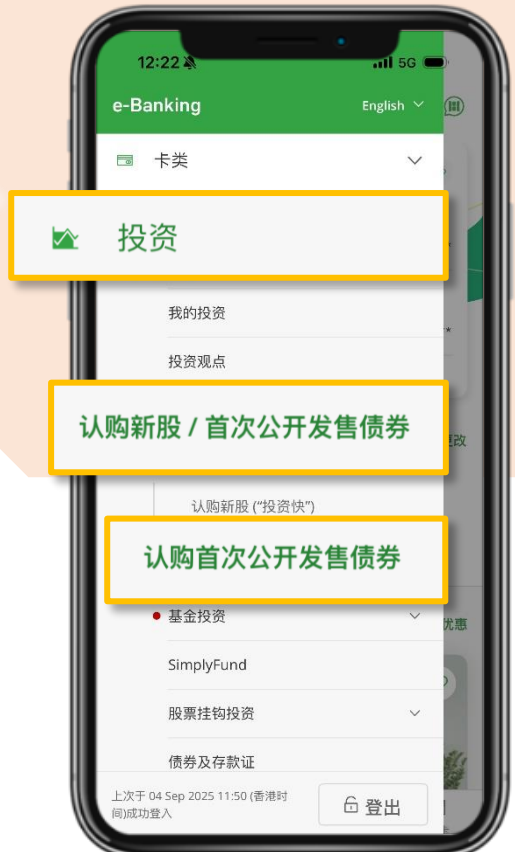 12:22
5G
e-Banking
English
卡类
投资
我的投资
投资观点
认购新股 / 首次公开发售债券
更改
认购新股 (“投资快”)
认购首次公开发售债券
基金投资
优惠
SimplyFund
股票挂钩投资
债券及存款证
上次于 04 Sep 2025 11:50 (香港时
间)成功登入
登出